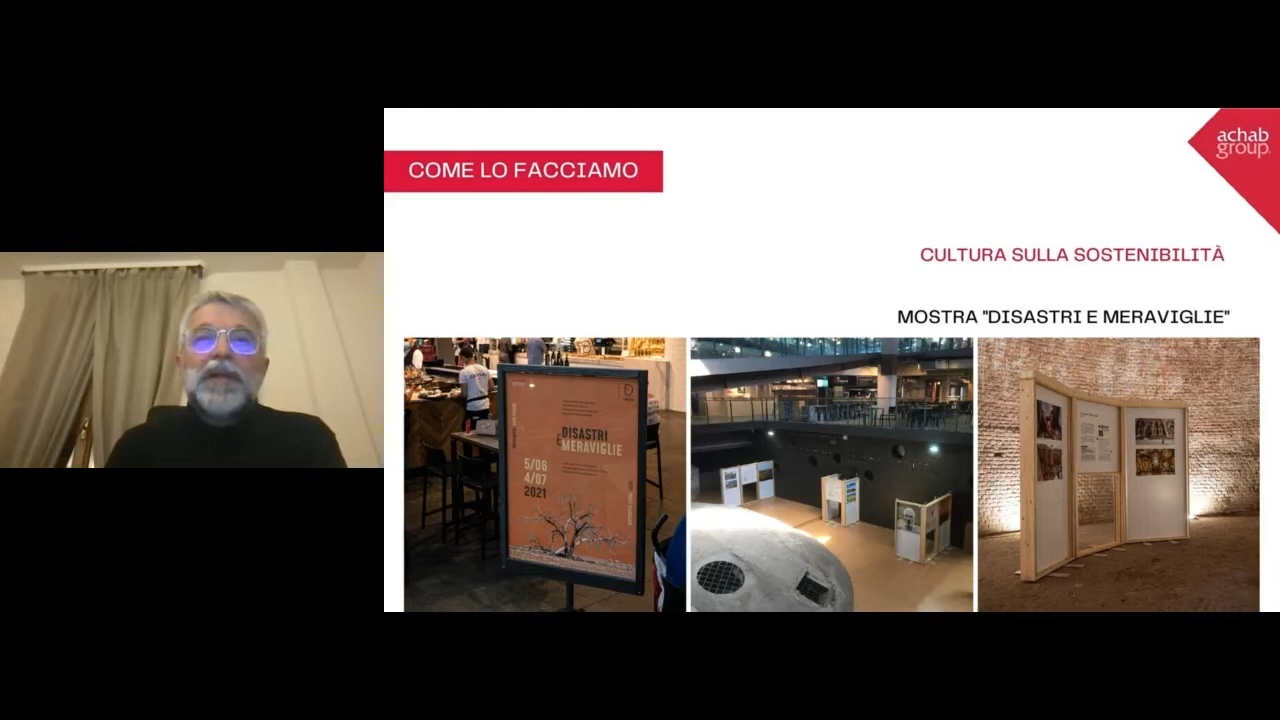 COME LO FACCIAMO
achab
group
CULTURA SULLA SOSTENIBILITÀ
MOSTRA "DISASTRI E MERAVIGLIE"
DISASTRI
E MERAVIGLIE
5/06
4/07
2021